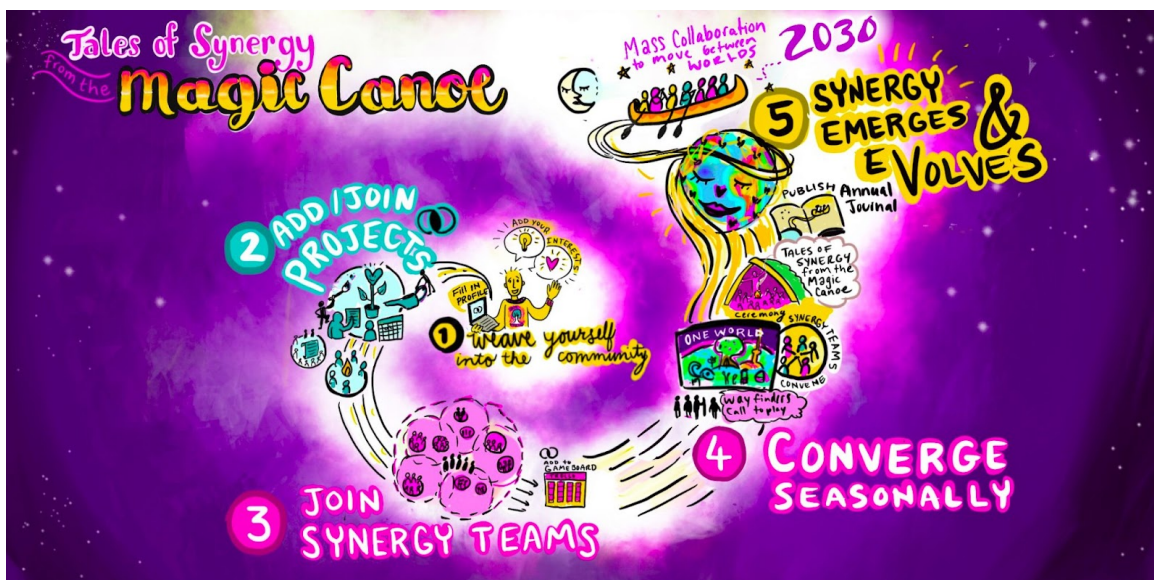 Tales of Synergy
from the
Magic Canoe
Mass Collaboration
to move between
WORLDS
2030
5
SYNERGY
EMERGES &
EVOLVES
PUBLISH Annual
Journal
TALES OF
SYNERGY
from the
Magic
Canoe
ceremony
ONE WORLD
SYNERGY TEAMS
CONVENE
way finders
call to play
4
CONVERGE
SEASONALLY
2
ADD/JOIN
PROJECTS
ADD YOUR
INTERESTS
Fill IN
PROFILE
1
weave yourself
into the community
ADD TO
GAMEBOARD
3
JOIN
SYNERGY TEAMS